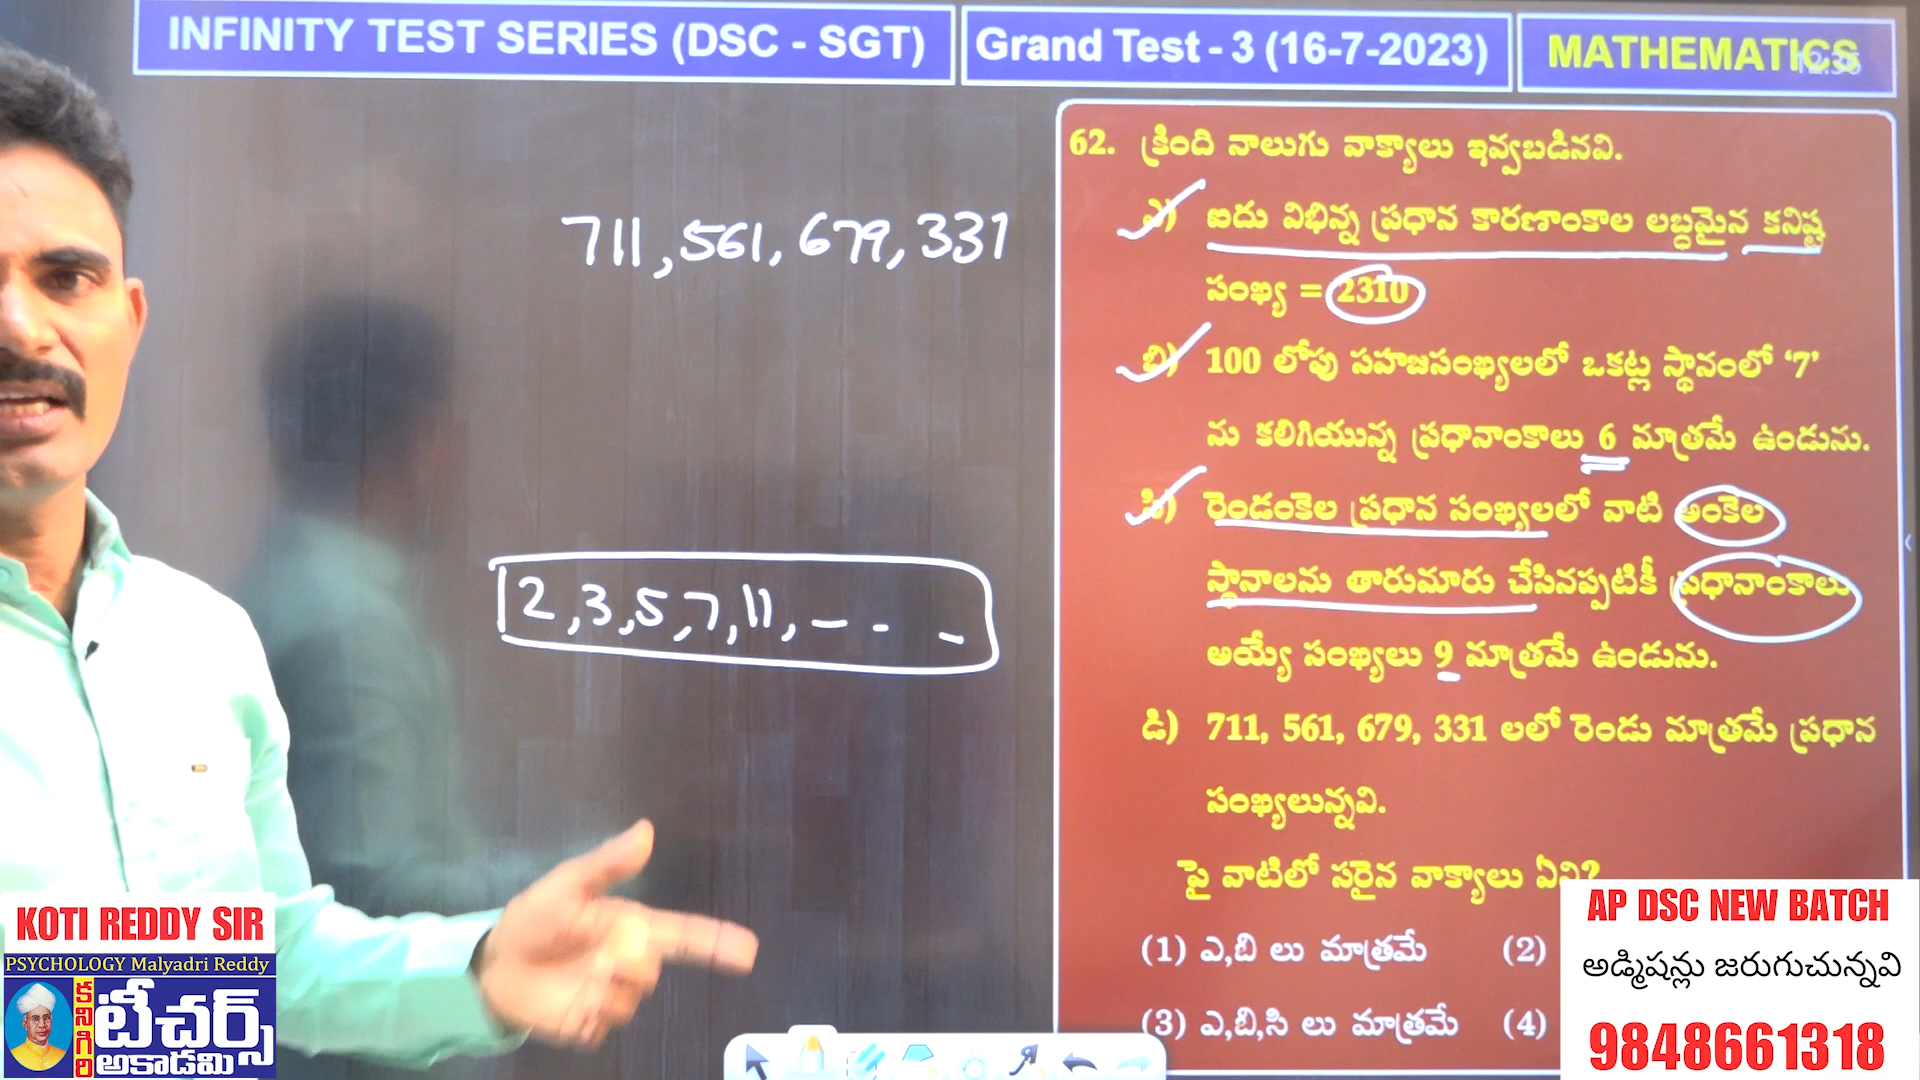 INFINITY TEST SERIES (DSC - SGT)
Grand Test - 3 (16-7-2023)
MATHEMATICS
12:36
711, 561, 679, 331
2, 3, 5, 7, 11, — - -
62. క్రింది నాలుగు వాక్యాలు ఇవ్వబడినవి.
ఎ) ఐదు విభిన్న ప్రధాన కారణాంకాల లబ్దమైన కనిష్ట
సంఖ్య = 2310
బి) 100 లోపు సహజసంఖ్యలలో ఒకట్ల స్థానంలో ‘7’
ను కలిగియున్న ప్రధానాంకాలు 6 మాత్రమే ఉండును.
సి) రెండంకెల ప్రధాన సంఖ్యలలో వాటి అంకెల
స్థానాలను తారుమారు చేసినప్పటికీ ప్రధానాంకాలు
అయ్యే సంఖ్యలు 9 మాత్రమే ఉండును.
డి) 711, 561, 679, 331 లలో రెండు మాత్రమే ప్రధాన
సంఖ్యలున్నవి.
పై వాటిలో సరైన వాక్యాలు ఏవి?
(1) ఎ,బి లు మాత్రమే (2)
(3) ఎ,బి,సి లు మాత్రమే (4)
KOTI REDDY SIR
PSYCHOLOGY Malyadri Reddy
కనిగిరి
టీచర్స్
అకాడమి
AP DSC NEW BATCH
అడ్మిషన్లు జరుగుచున్నవి
9848661318